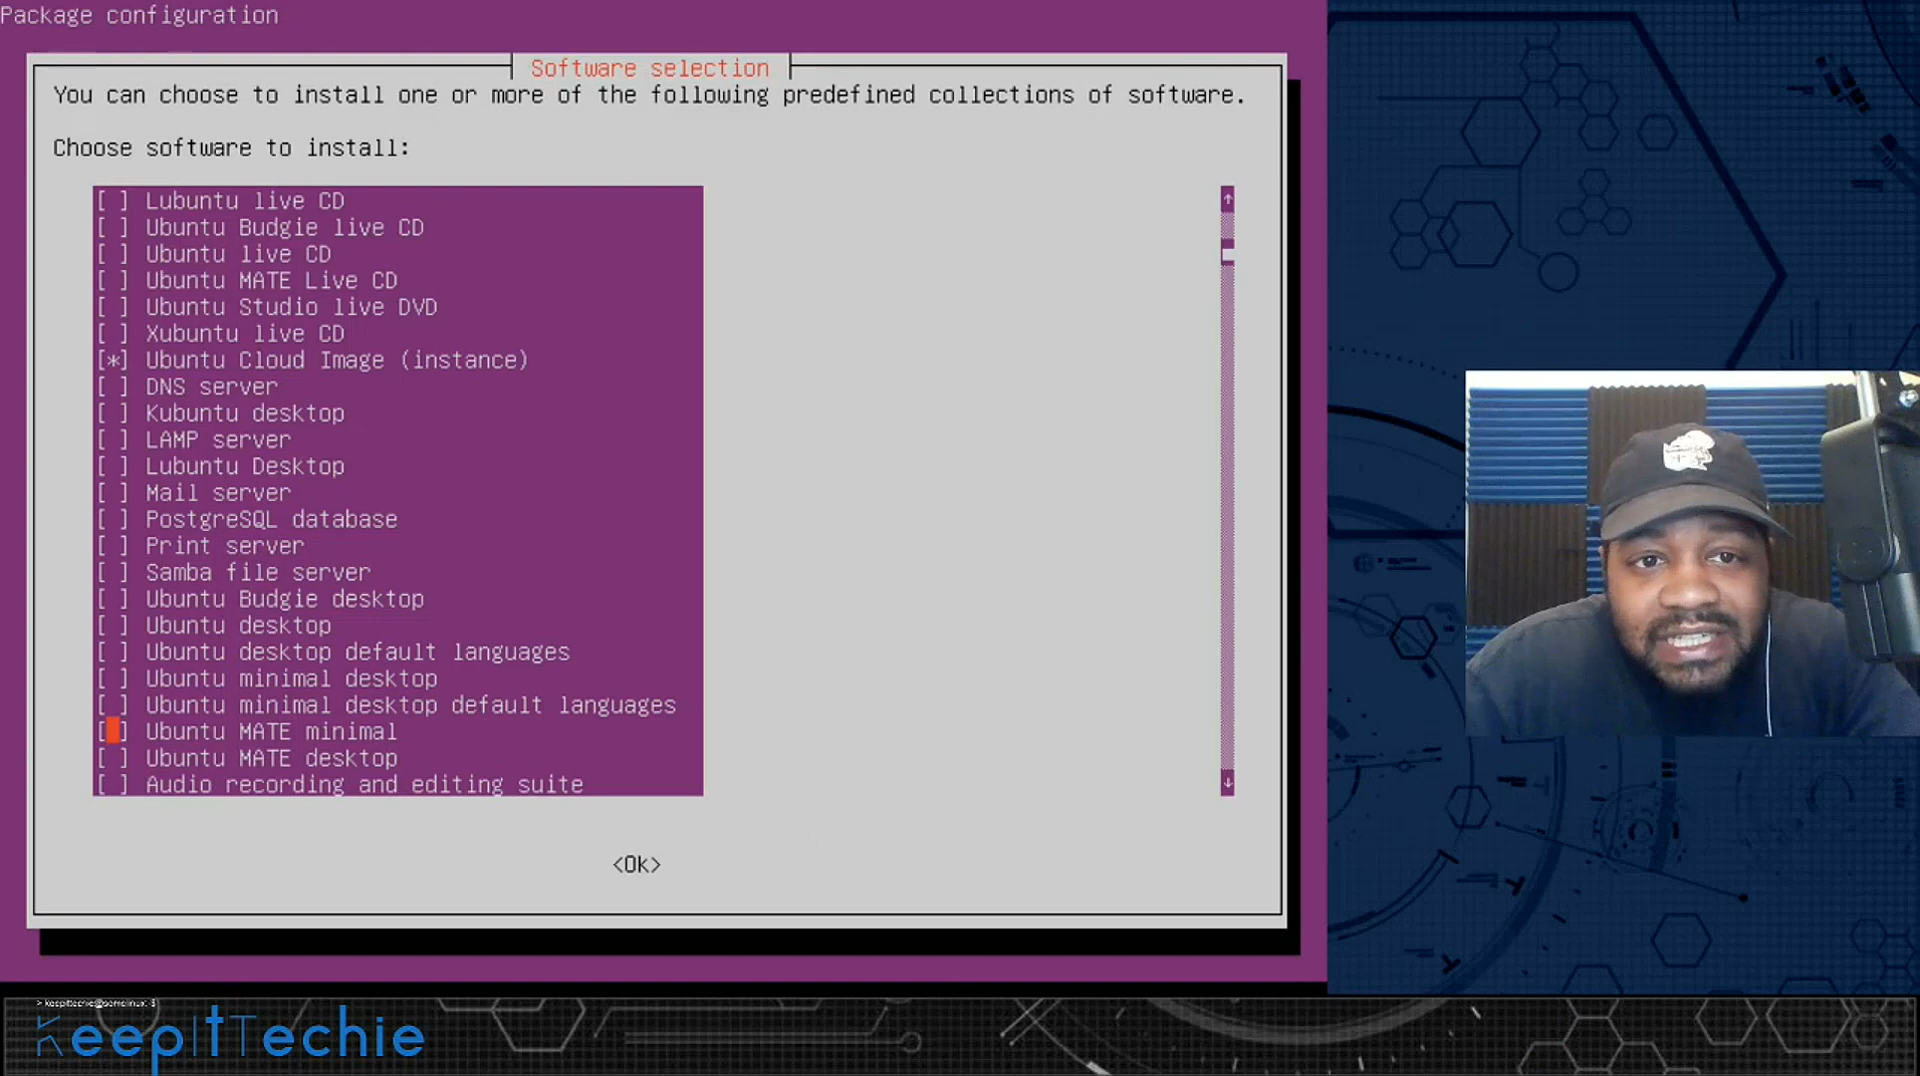 Package configuration
Software selection
You can choose to install one or more of the following predefined collections of software.
Choose software to install:
[ ] Lubuntu live CD
[ ] Ubuntu Budgie live CD
[ ] Ubuntu live CD
[ ] Ubuntu MATE Live CD
[ ] Ubuntu Studio live DVD
[ ] Xubuntu live CD
[*] Ubuntu Cloud Image (instance)
[ ] DNS server
[ ] Kubuntu desktop
[ ] LAMP server
[ ] Lubuntu Desktop
[ ] Mail server
[ ] PostgreSQL database
[ ] Print server
[ ] Samba file server
[ ] Ubuntu Budgie desktop
[ ] Ubuntu desktop
[ ] Ubuntu desktop default languages
[ ] Ubuntu minimal desktop
[ ] Ubuntu minimal desktop default languages
[ ] Ubuntu MATE minimal
[ ] Ubuntu MATE desktop
[ ] Audio recording and editing suite
<Ok>
> keepittechie@somelinux:$
KeepItTechie